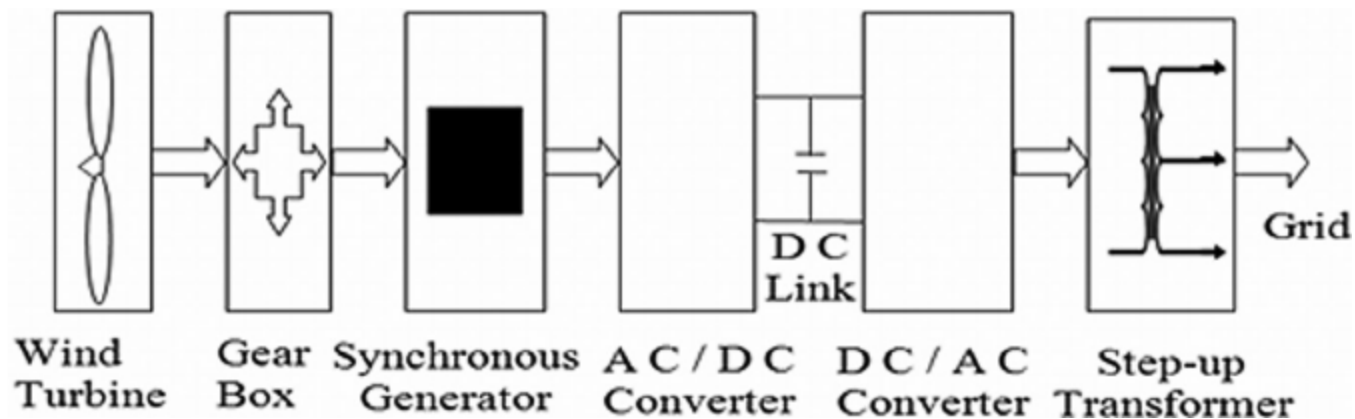 D C
Link
Grid
Wind
Turbine
Gear
Box
Synchronous
Generator
A C / D C
Converter
D C / A C
Converter
Step-up
Transformer